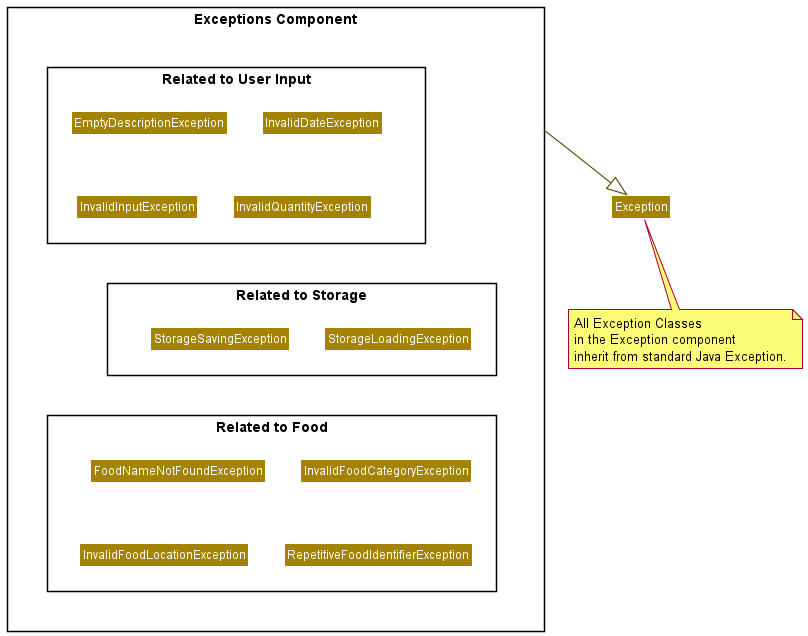 Exceptions Component
Related to User Input
EmptyDescriptionException
InvalidDateException
InvalidInputException
InvalidQuantityException
Exception
Related to Storage
StorageSavingException
StorageLoadingException
All Exception Classes
in the Exception component
inherit from standard Java Exception.
Related to Food
FoodNameNotFoundException
InvalidFoodCategoryException
InvalidFoodLocationException
RepetitiveFoodIdentifierException